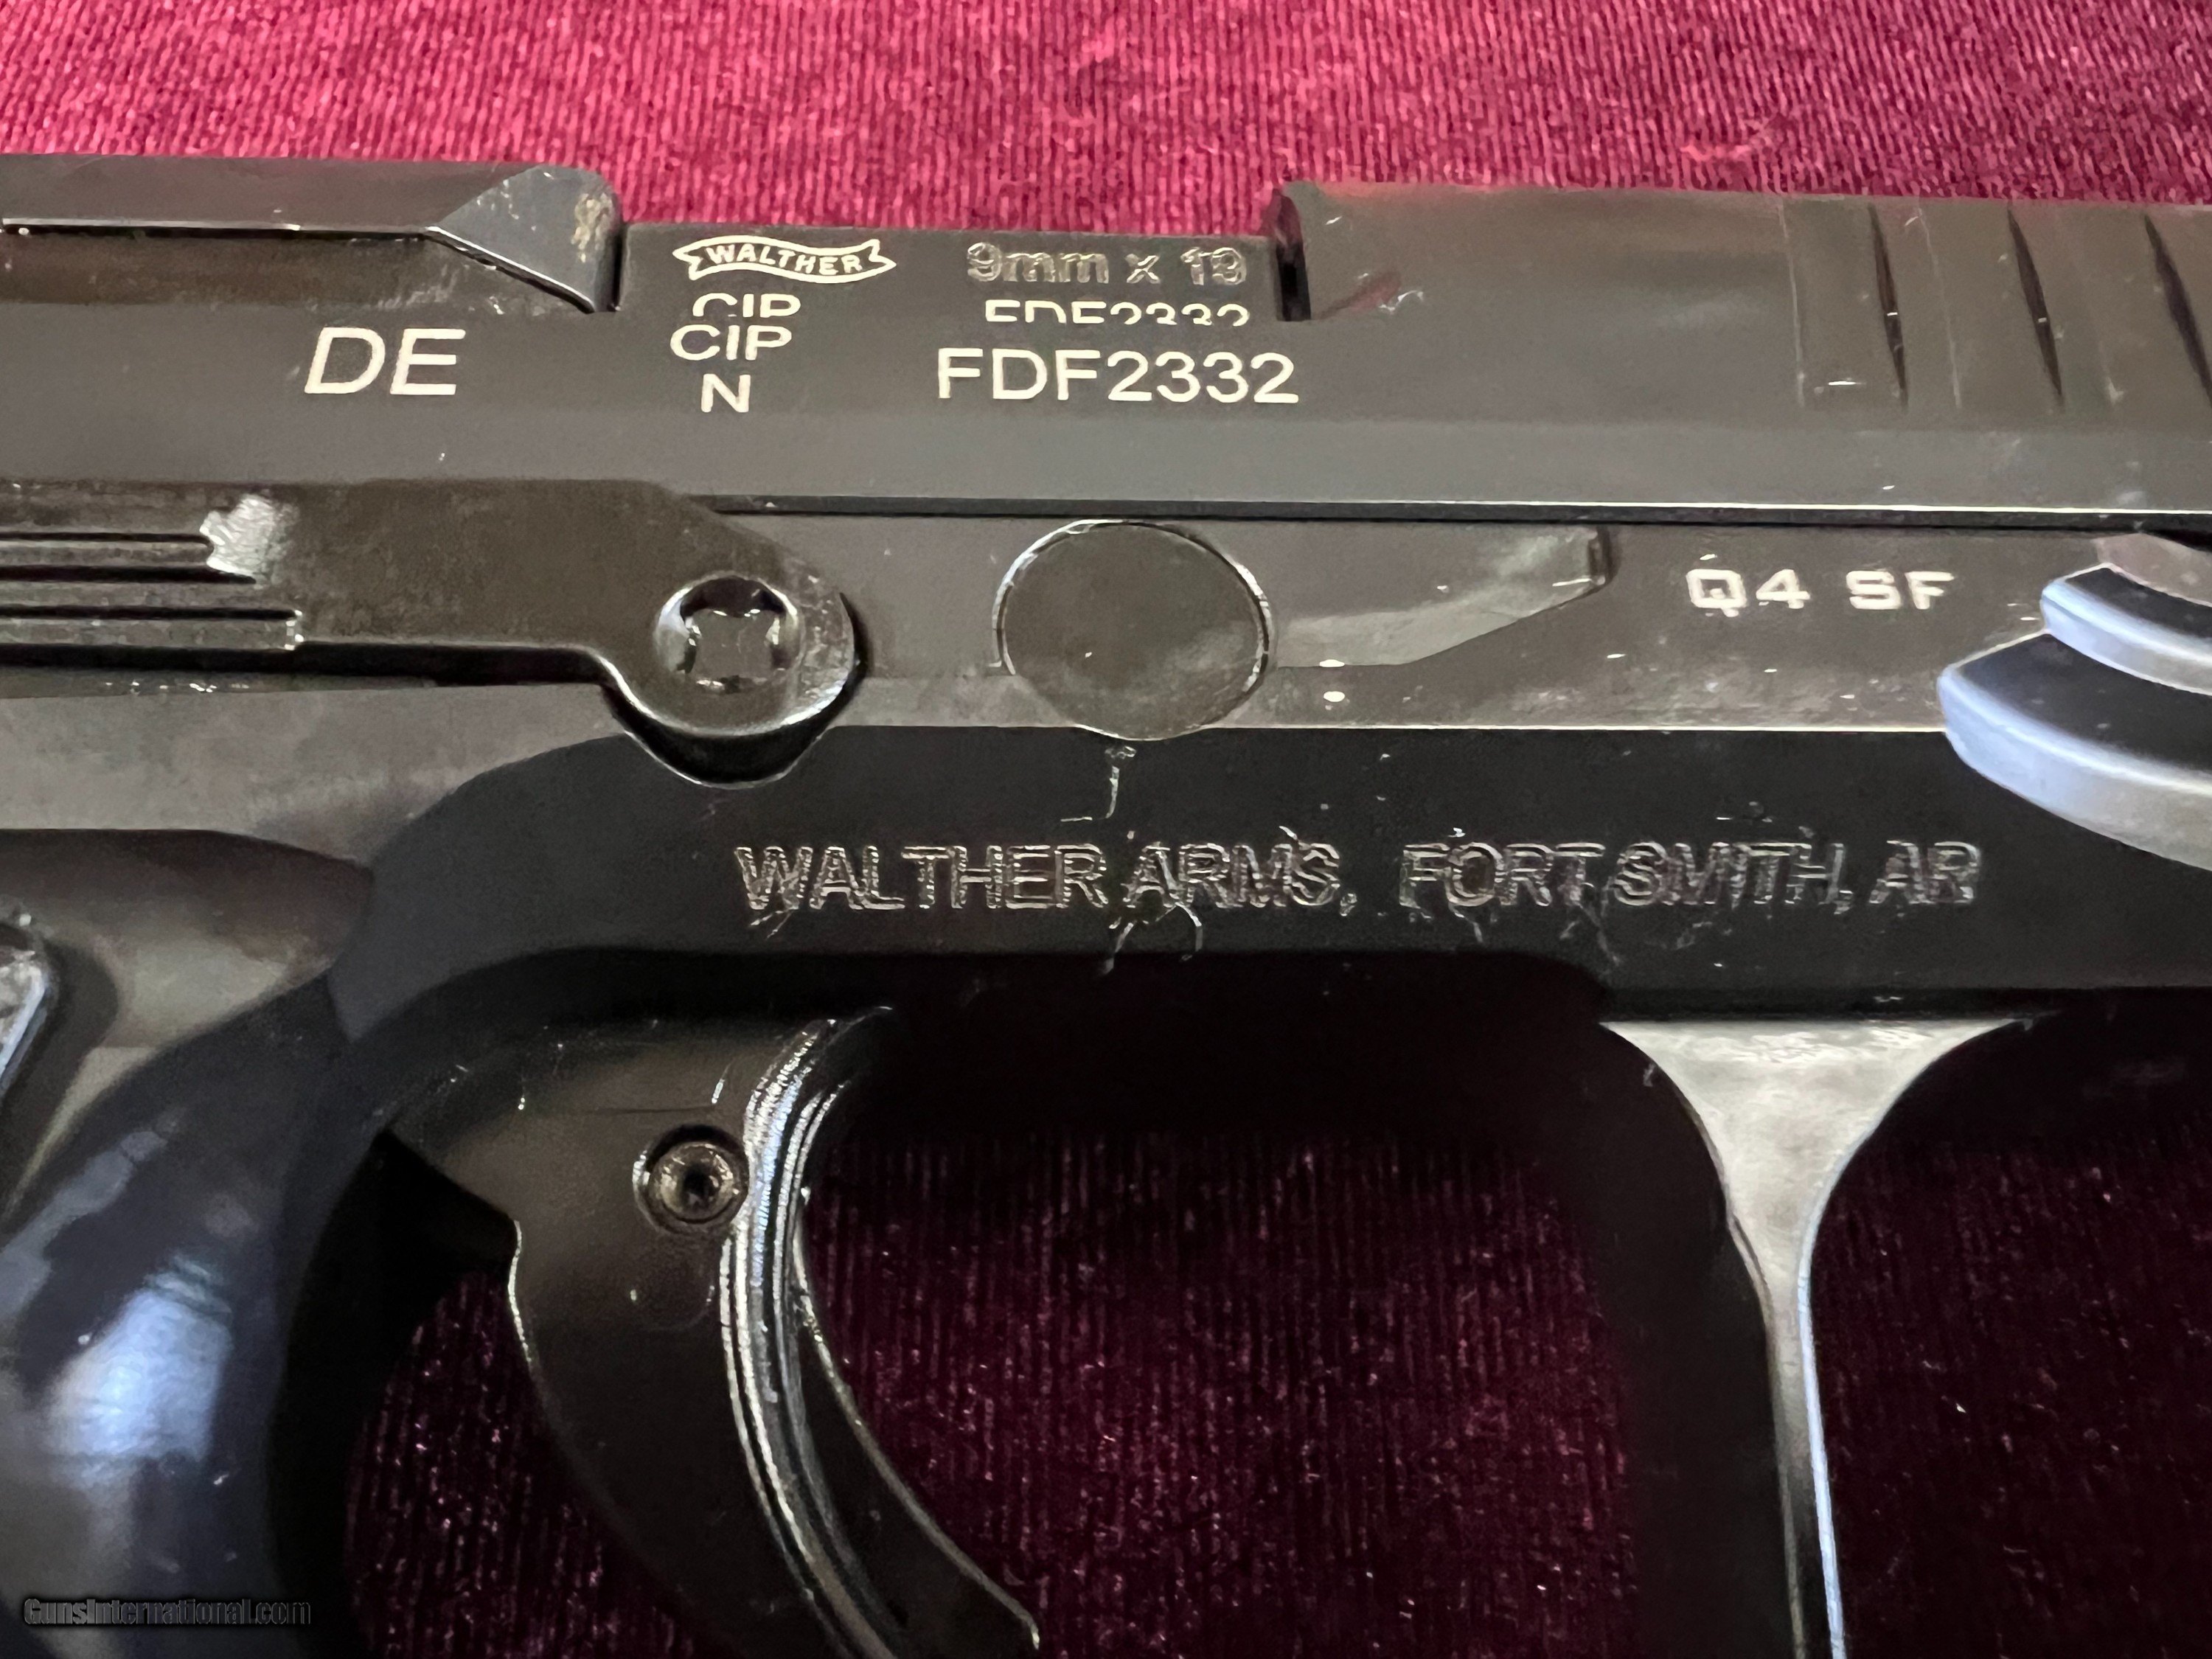 WALTHER
9mm x 19
CIP
FDF2332
DE
CIP
N
FDF2332
Q4 SF
WALTHER ARMS, FORT SMITH, AR
GunsInternational.com